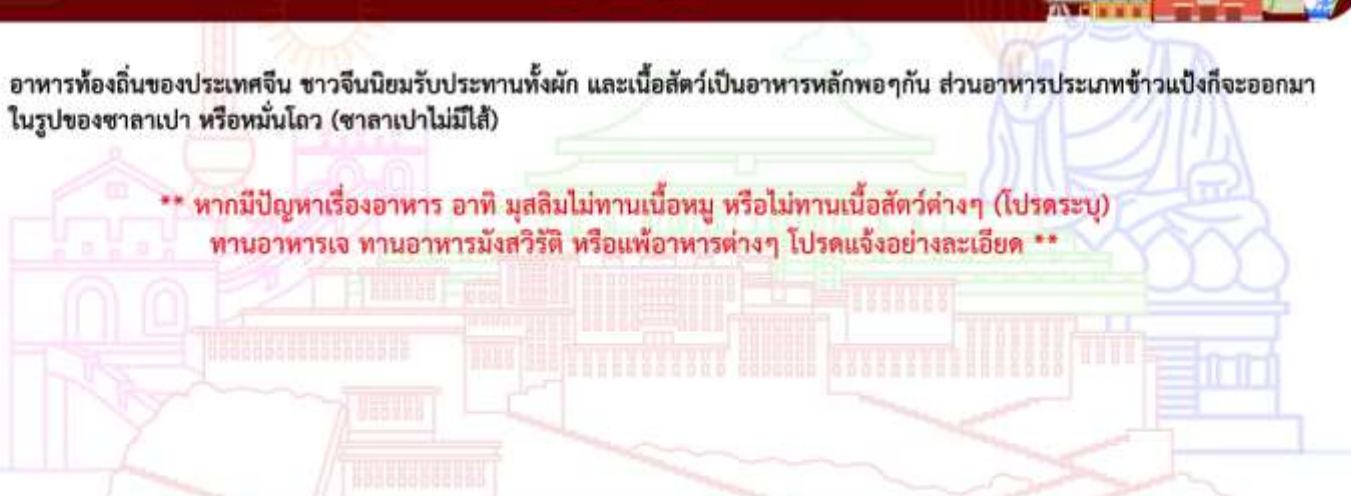 อาหารท้องถิ่นของประเทศจีน ชาวจีนนิยมรับประทานทั้งผัก และเนื้อสัตว์เป็นอาหารหลักพอๆกัน ส่วนอาหารประเภทข้าวแป้งก็จะออกมา
ในรูปของซาลาเปา หรือหมั่นโถว (ซาลาเปาไม่มีไส้)
** หากมีปัญหาเรื่องอาหาร อาทิ มุสลิมไม่ทานเนื้อหมู หรือไม่ทานเนื้อสัตว์ต่างๆ (โปรดระบุ)
ทานอาหารเจ ทานอาหารมังสวิรัติ หรือแพ้อาหารต่างๆ โปรดแจ้งอย่างละเอียด **